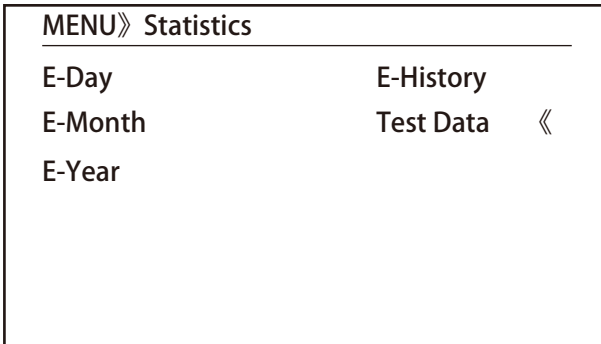 MENU》Statistics
E-Day E-History
E-Month Test Data 《
E-Year